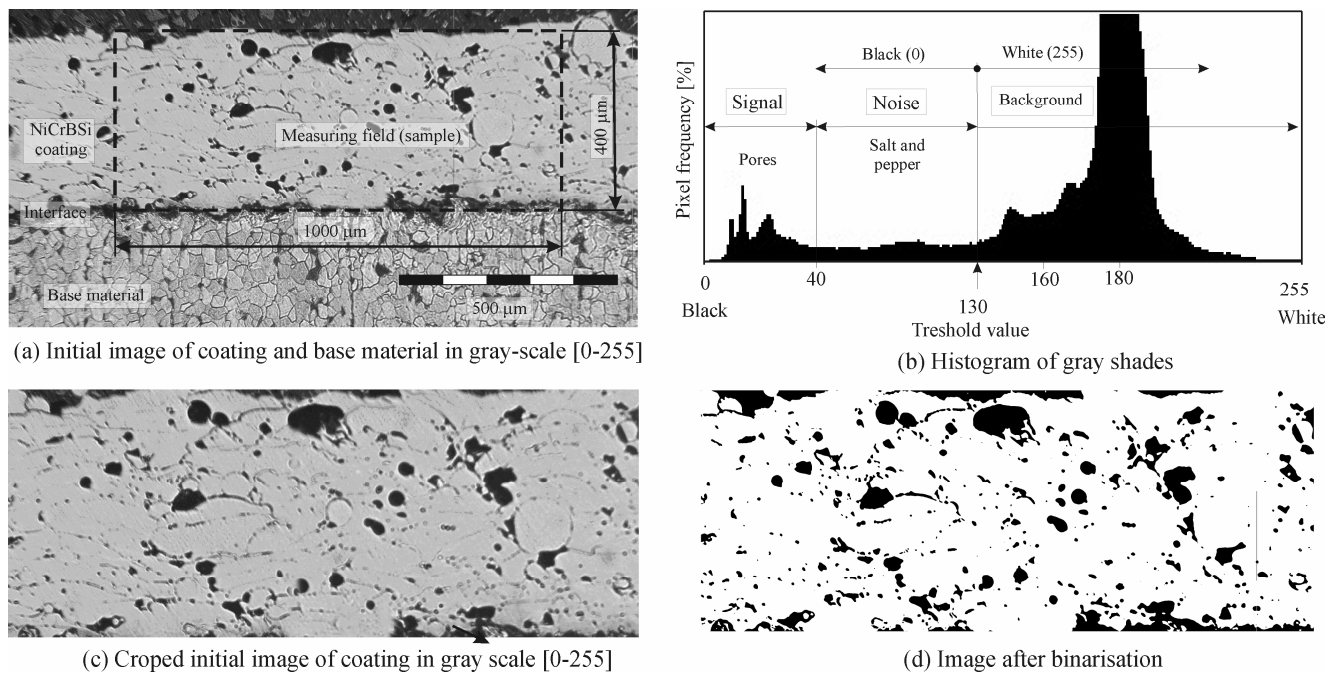 NiCrBSi
coating
Measuring field (sample)
400 µm
Interface
1000 µm
Base material
500 µm
(a) Initial image of coating and base material in gray-scale [0-255]
Pixel frequency [%]
Black (0)
White (255)
Signal
Noise
Background
Pores
Salt and
pepper
0
40
130
160
180
255
Black
Treshold value
White
(b) Histogram of gray shades
(c) Croped initial image of coating in gray scale [0-255]
(d) Image after binarisation